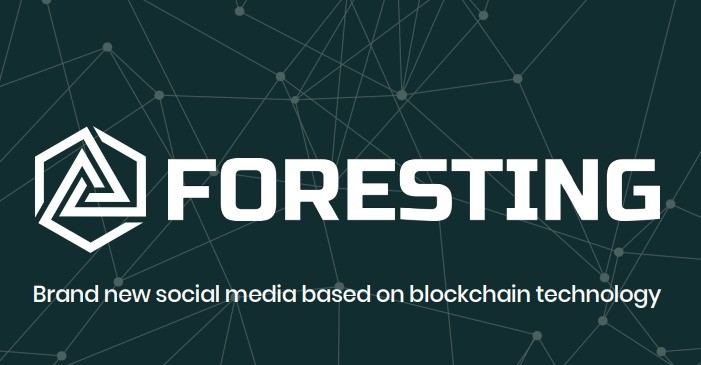 FORESTING
Brand new social media based on blockchain technology